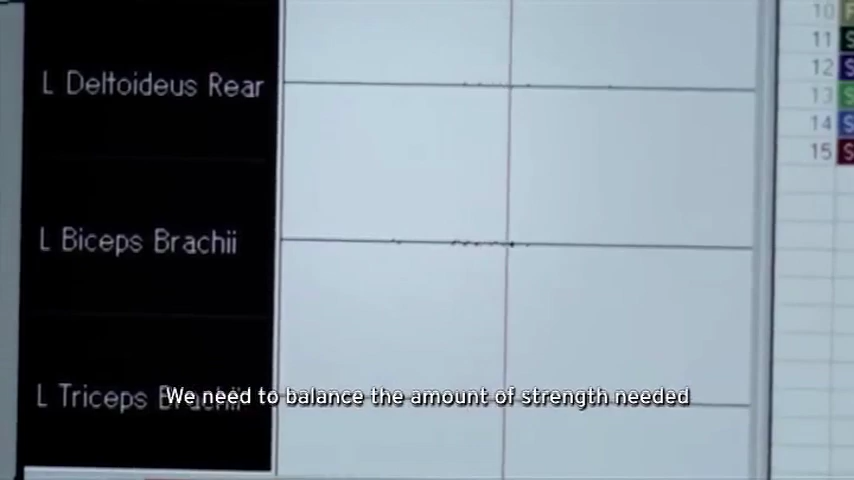 L Deltoideus Rear
L Biceps Brachii
L Triceps Brachii
We need to balance the amount of strength needed
10
11
12
13
14
15
S
S
S
S
S